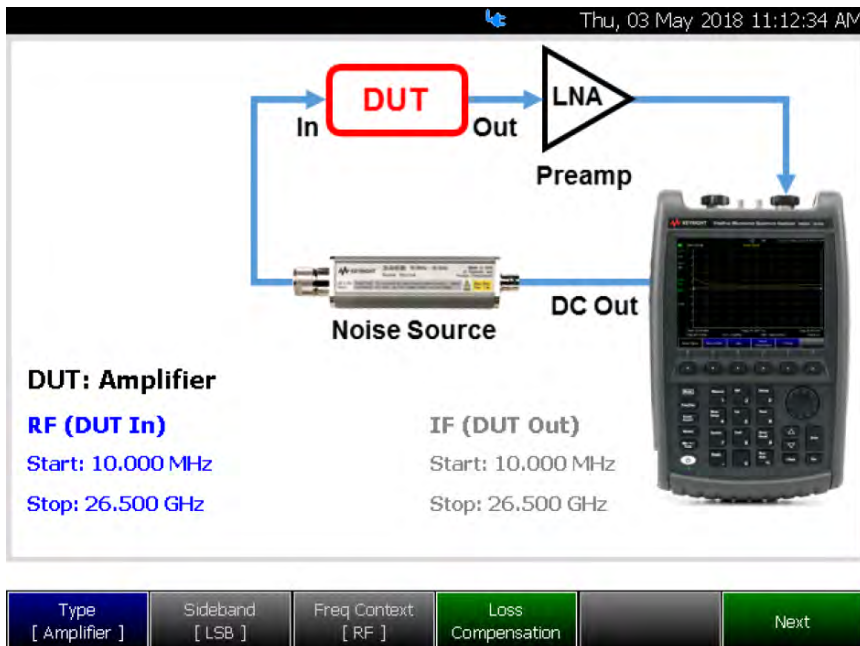 Thu, 03 May 2018 11:12:34 AM
DUT
LNA
In
Out
Preamp
KEYSIGHT
DC Out
Noise Source
DUT: Amplifier
RF (DUT In)
IF (DUT Out)
Start: 10.000 MHz
Start: 10.000 MHz
Stop: 26.500 GHz
Stop: 26.500 GHz
Type
[ Amplifier ]
Sideband
[ LSB ]
Freq Context
[ RF ]
Loss
Compensation
Next